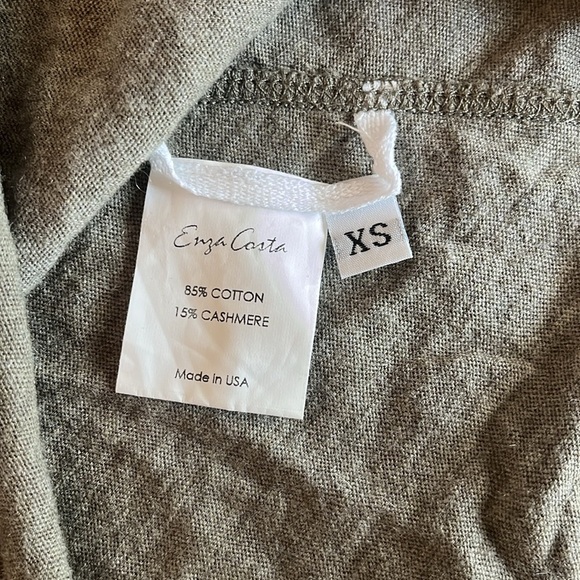 Enza Costa
XS
85% COTTON
15% CASHMERE
Made in USA